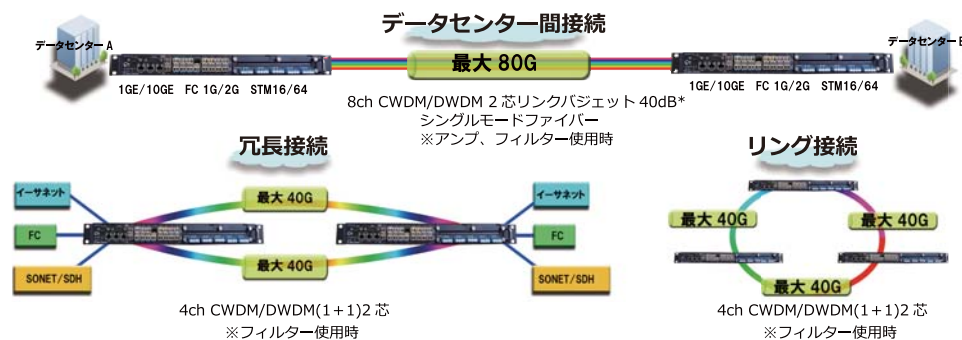 データセンター間接続
データセンターA
最大 80G
データセンター
1GE/10GE FC 1G/2G STM16/64
1GE/10GE FC 1G/2G STM16/64
8ch CWDM/DWDM 2 芯リンクバジェット 40dB*
シングルモードファイバー
※アンプ、フィルター使用時
冗長接続
イーサネット
FC
SONET/SDH
最大 40G
最大 40G
イーサネット
FC
SONET/SDH
4ch CWDM/DWDM(1+1)2 芯
※フィルター使用時
リング接続
最大 40G
最大 40G
最大 40G
4ch CWDM/DWDM(1+1)2 芯
※フィルター使用時